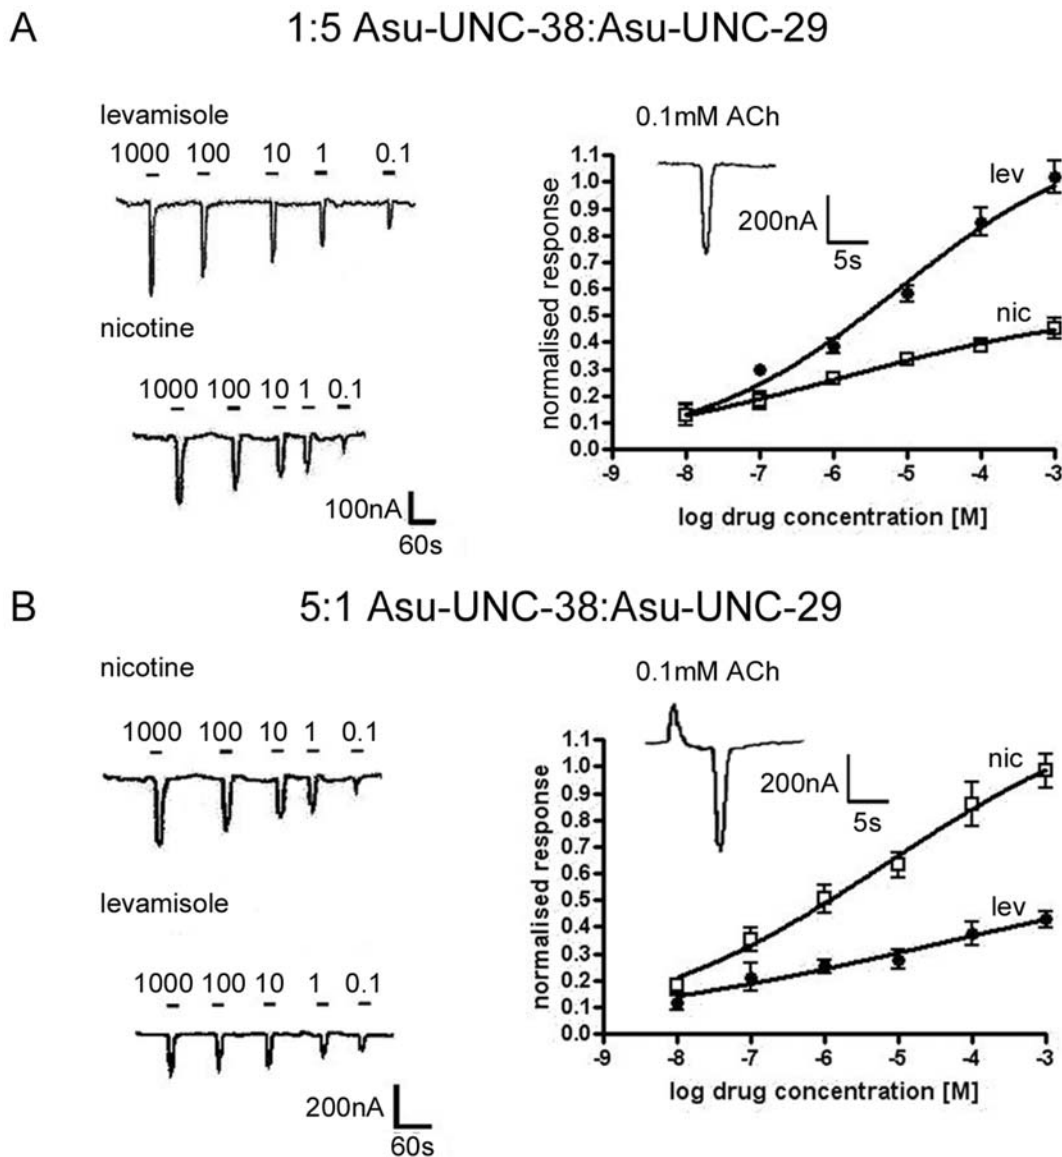 A
1:5 Asu-UNC-38:Asu-UNC-29
levamisole
1000 100 10 1 0.1
nicotine
1000 100 10 1 0.1
100nA
60s
0.1mM ACh
200nA
5s
normalised response
1.1
1.0
0.9
0.8
0.7
0.6
0.5
0.4
0.3
0.2
0.1
0.0
lev
nic
-9 -8 -7 -6 -5 -4 -3
log drug concentration [M]
B
5:1 Asu-UNC-38:Asu-UNC-29
nicotine
1000 100 10 1 0.1
levamisole
1000 100 10 1 0.1
200nA
60s
0.1mM ACh
200nA
5s
normalised response
1.1
1.0
0.9
0.8
0.7
0.6
0.5
0.4
0.3
0.2
0.1
0.0
nic
lev
-9 -8 -7 -6 -5 -4 -3
log drug concentration [M]